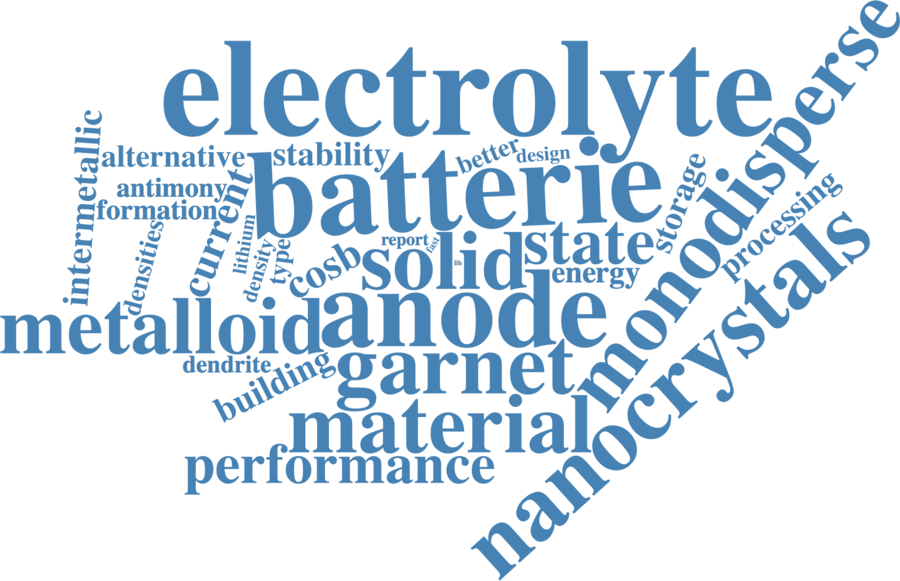 electrolyte
monodisperse
intermetallic
alternative
stability
better
design
batterie
antimony
formation
current
storage
processing
densities
lithium
density
type
cosb
report
fast
solid
lib
state
energy
nanocrystals
metalloid
anode
dendrite
building
garnet
material
performance